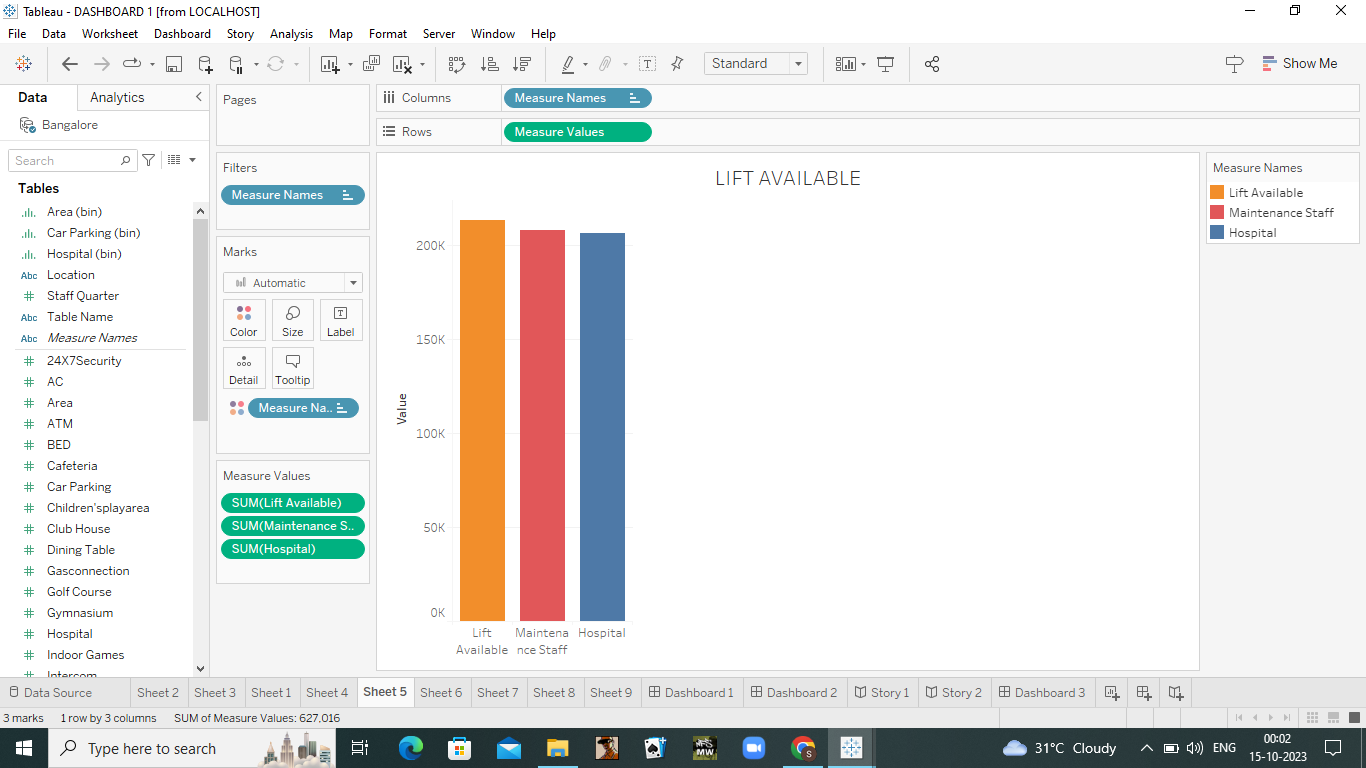 Tableau - DASHBOARD 1 [from LOCALHOST]
File Data Worksheet Dashboard Story Analysis Map Format Server Window Help
Standard
Show Me
Data Analytics
Bangalore
Search
Tables
Area (bin)
Car Parking (bin)
Hospital (bin)
Abc Location
Staff Quarter
Abc Table Name
Abc Measure Names
24X7Security
AC
Area
ATM
BED
Cafeteria
Car Parking
Children'splayarea
Club House
Dining Table
Gasconnection
Golf Course
Gymnasium
Hospital
Indoor Games
Intercom
Pages
Filters
Measure Names
Marks
Automatic
Color Size Label
Detail Tooltip
Measure Na..
Measure Values
SUM(Lift Available)
SUM(Maintenance S..
SUM(Hospital)
Columns Measure Names
Rows Measure Values
LIFT AVAILABLE
200K
150K
100K
50K
0K
Value
Lift Available
Maintena
nce Staff
Hospital
Measure Names
Lift Available
Maintenance Staff
Hospital
Data Source Sheet 2 Sheet 3 Sheet 1 Sheet 4 Sheet 5 Sheet 6 Sheet 7 Sheet 8 Sheet 9 Dashboard 1 Dashboard 2 Story 1 Story 2 Dashboard 3
3 marks 1 row by 3 columns SUM of Measure Values: 627,016
Type here to search
31°C Cloudy
ENG
00:02
15-10-2023